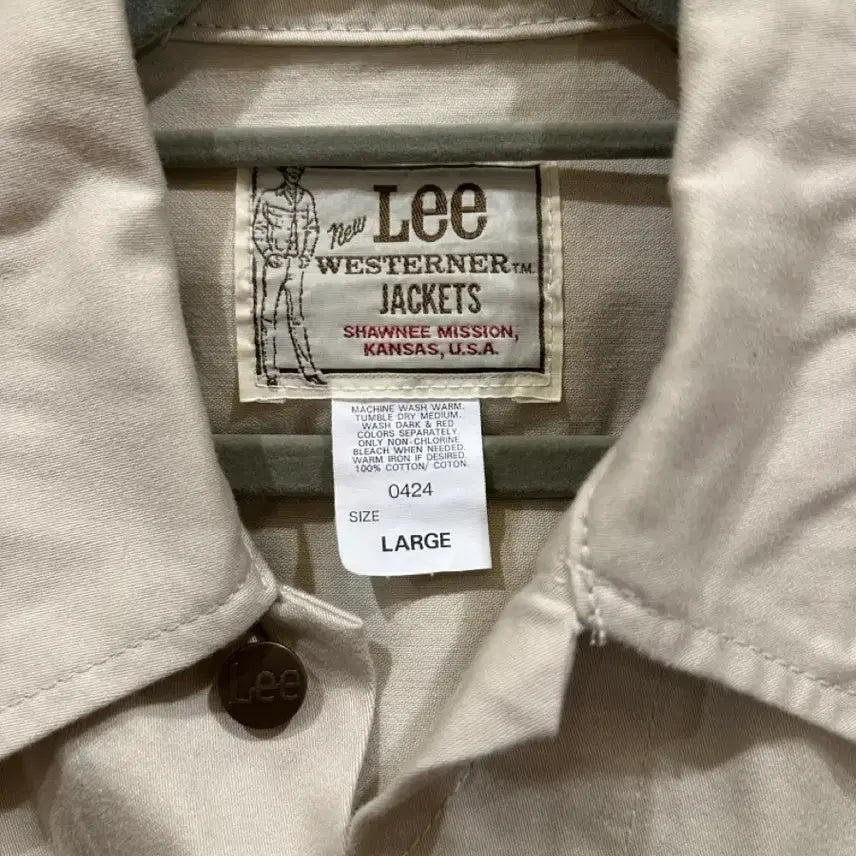 new Lee
WESTERNER T.M.
JACKETS
SHAWNEE MISSION,
KANSAS, U.S.A.
MACHINE WASH WARM.
TUMBLE DRY MEDIUM.
WASH DARK & RED
COLORS SEPARATELY.
ONLY NON-CHLORINE
BLEACH WHEN NEEDED.
WARM IRON IF DESIRED.
100% COTTON/ COTON
0424
SIZE
LARGE
Lee